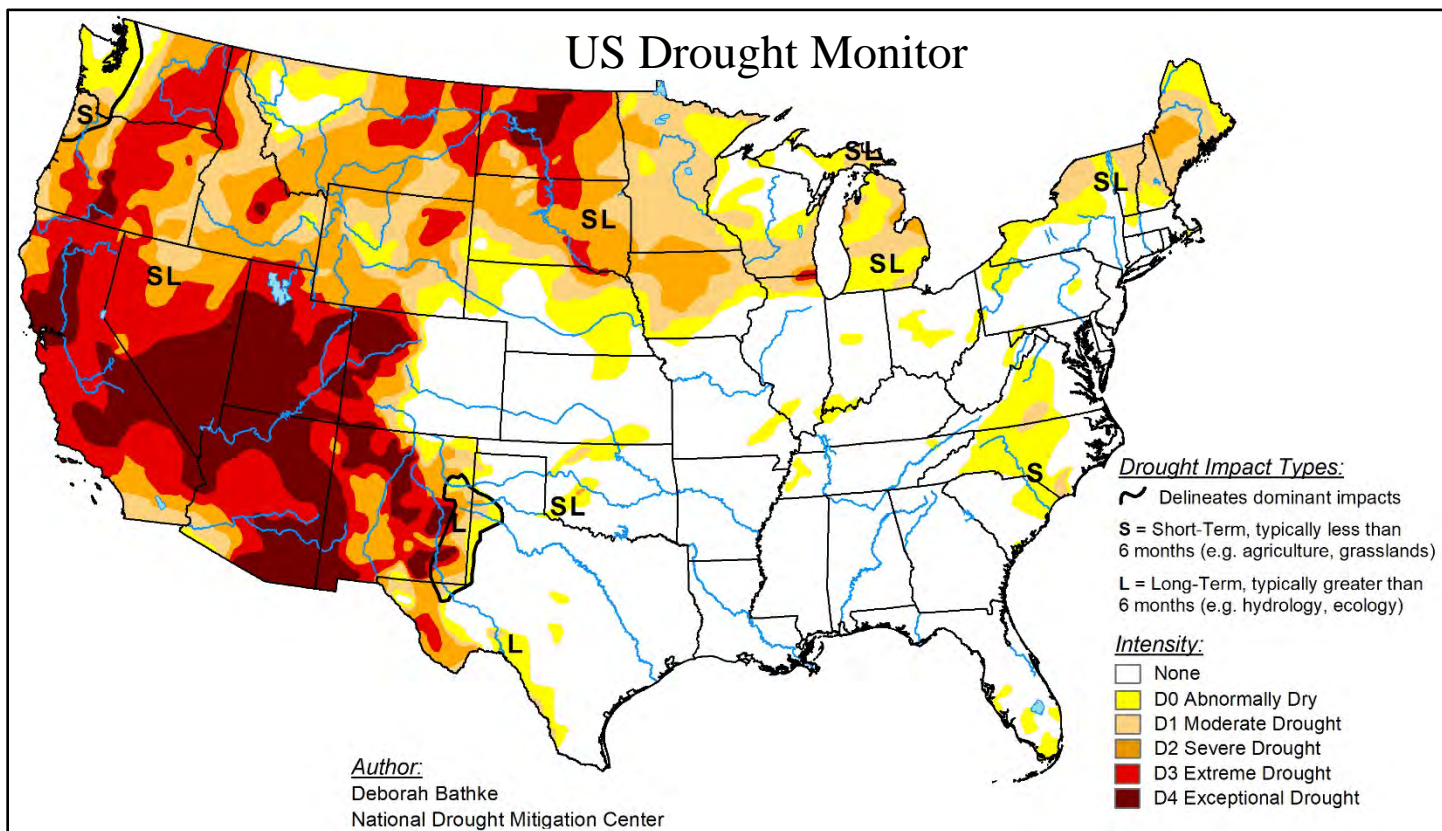 US Drought Monitor
S
SL
SL
SL
SL
SL
S
L
SL
L
Drought Impact Types:
Delineates dominant impacts
S = Short-Term, typically less than
6 months (e.g. agriculture, grasslands)
L = Long-Term, typically greater than
6 months (e.g. hydrology, ecology)
Intensity:
None
D0 Abnormally Dry
D1 Moderate Drought
D2 Severe Drought
D3 Extreme Drought
D4 Exceptional Drought
Author:
Deborah Bathke
National Drought Mitigation Center